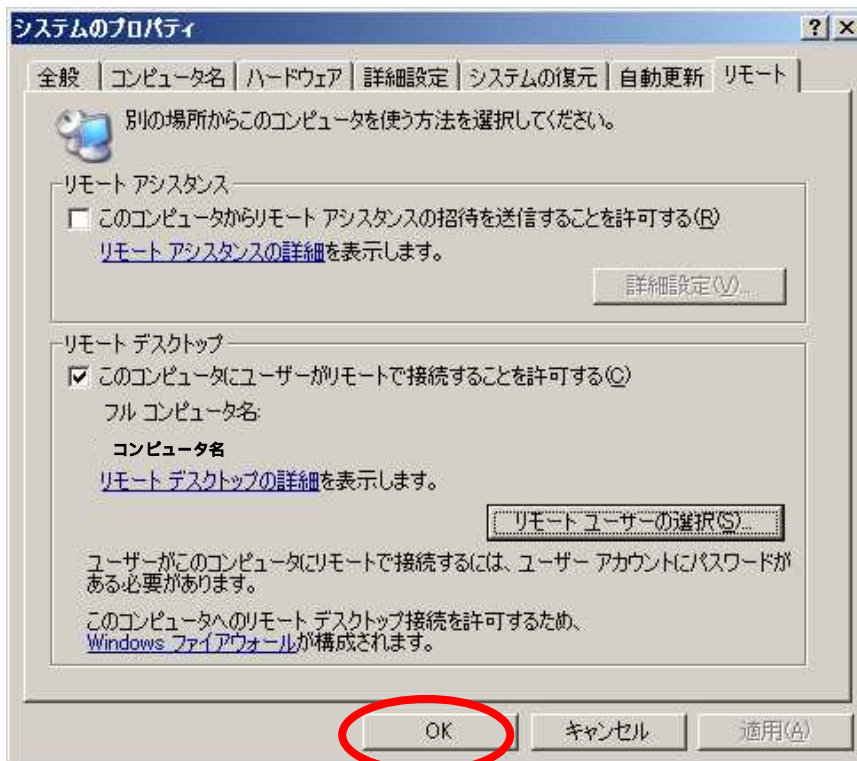 システムのプロパティ
全般 コンピュータ名 ハードウェア 詳細設定 システムの復元 自動更新 リモート
別の場所からこのコンピュータを使う方法を選択してください。
リモート アシスタンス
このコンピュータからリモート アシスタンスの招待を送信することを許可する(R)
リモート アシスタンスの詳細を表示します。
詳細設定(V)...
リモート デスクトップ
このコンピュータにユーザーがリモートで接続することを許可する(C)
フル コンピュータ名:
コンピュータ名
リモート デスクトップの詳細を表示します。
リモート ユーザーの選択(S)...
ユーザーがこのコンピュータにリモートで接続するには、ユーザー アカウントにパスワードが
ある必要があります。
このコンピュータへのリモート デスクトップ接続を許可するため、
Windows ファイアウォールが構成されます。
OK キャンセル 適用(A)